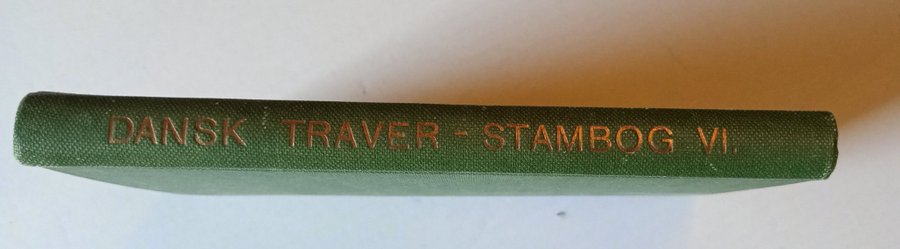 DANSK TRAVER - STAMBOG VI.